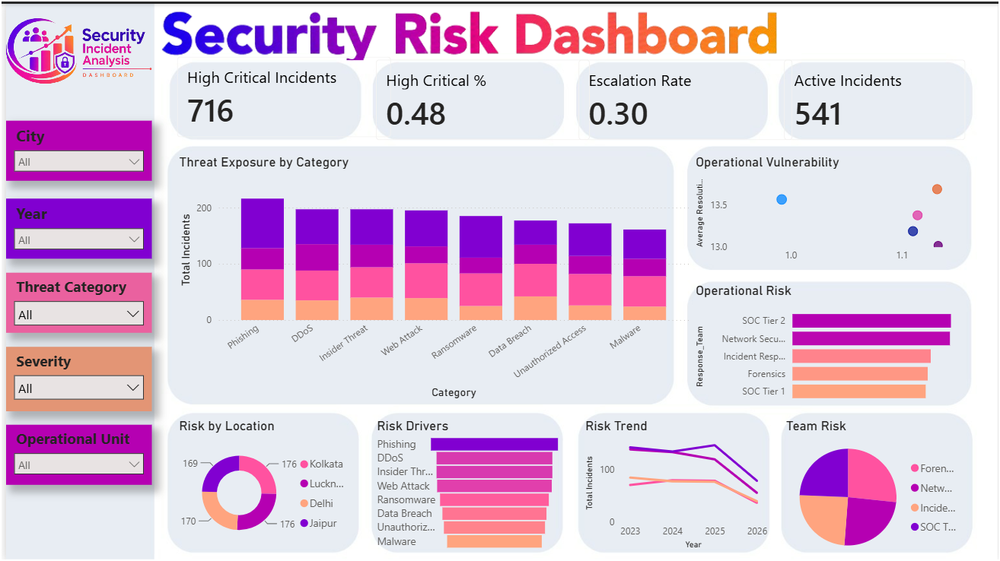 Security
Incident
Analysis
DASHBOARD
Security Risk Dashboard
High Critical Incidents
716
High Critical %
0.48
Escalation Rate
0.30
Active Incidents
541
City
All
Year
All
Threat Category
All
Severity
All
Operational Unit
All
Threat Exposure by Category
Total Incidents
200
100
0
Phishing
DDoS
Insider Threat
Web Attack
Ransomware
Data Breach
Unauthorized Access
Malware
Category
Operational Vulnerability
Average Resoluti...
13.5
13.0
1.0
1.1
Operational Risk
Response_Team
SOC Tier 2
Network Secu...
Incident Resp...
Forensics
SOC Tier 1
Risk by Location
169
176
170
176
Kolkata
Luckn...
Delhi
Jaipur
Risk Drivers
Phishing
DDoS
Insider Thr...
Web Attack
Ransomware
Data Breach
Unauthoriz...
Malware
Risk Trend
Total Incidents
100
0
2023
2024
2025
2026
Year
Team Risk
Foren...
Netw...
Incide...
SOC T...